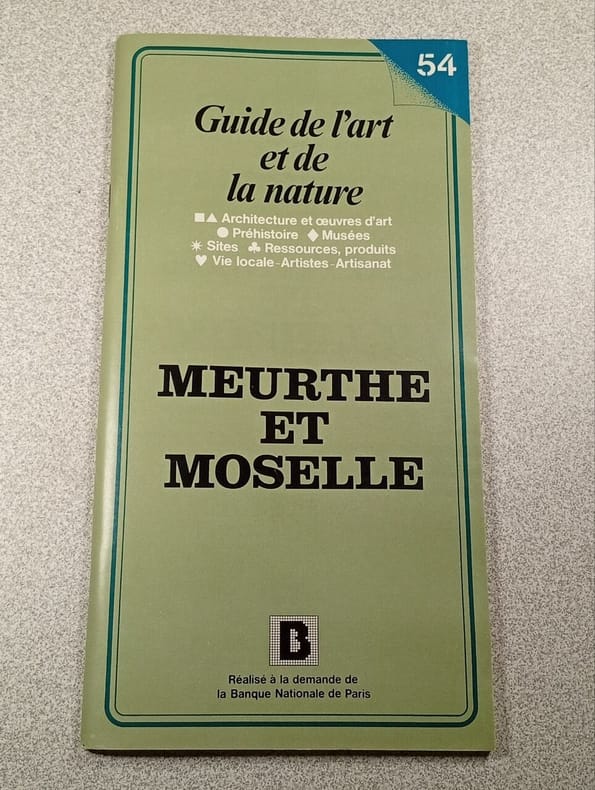 54
Guide de l'art
et de
la nature
■▲ Architecture et œuvres d'art
● Préhistoire ◆ Musées
✷ Sites ♣ Ressources, produits
♥ Vie locale-Artistes-Artisanat
MEURTHE
ET
MOSELLE
B
Réalisé à la demande de
la Banque Nationale de Paris